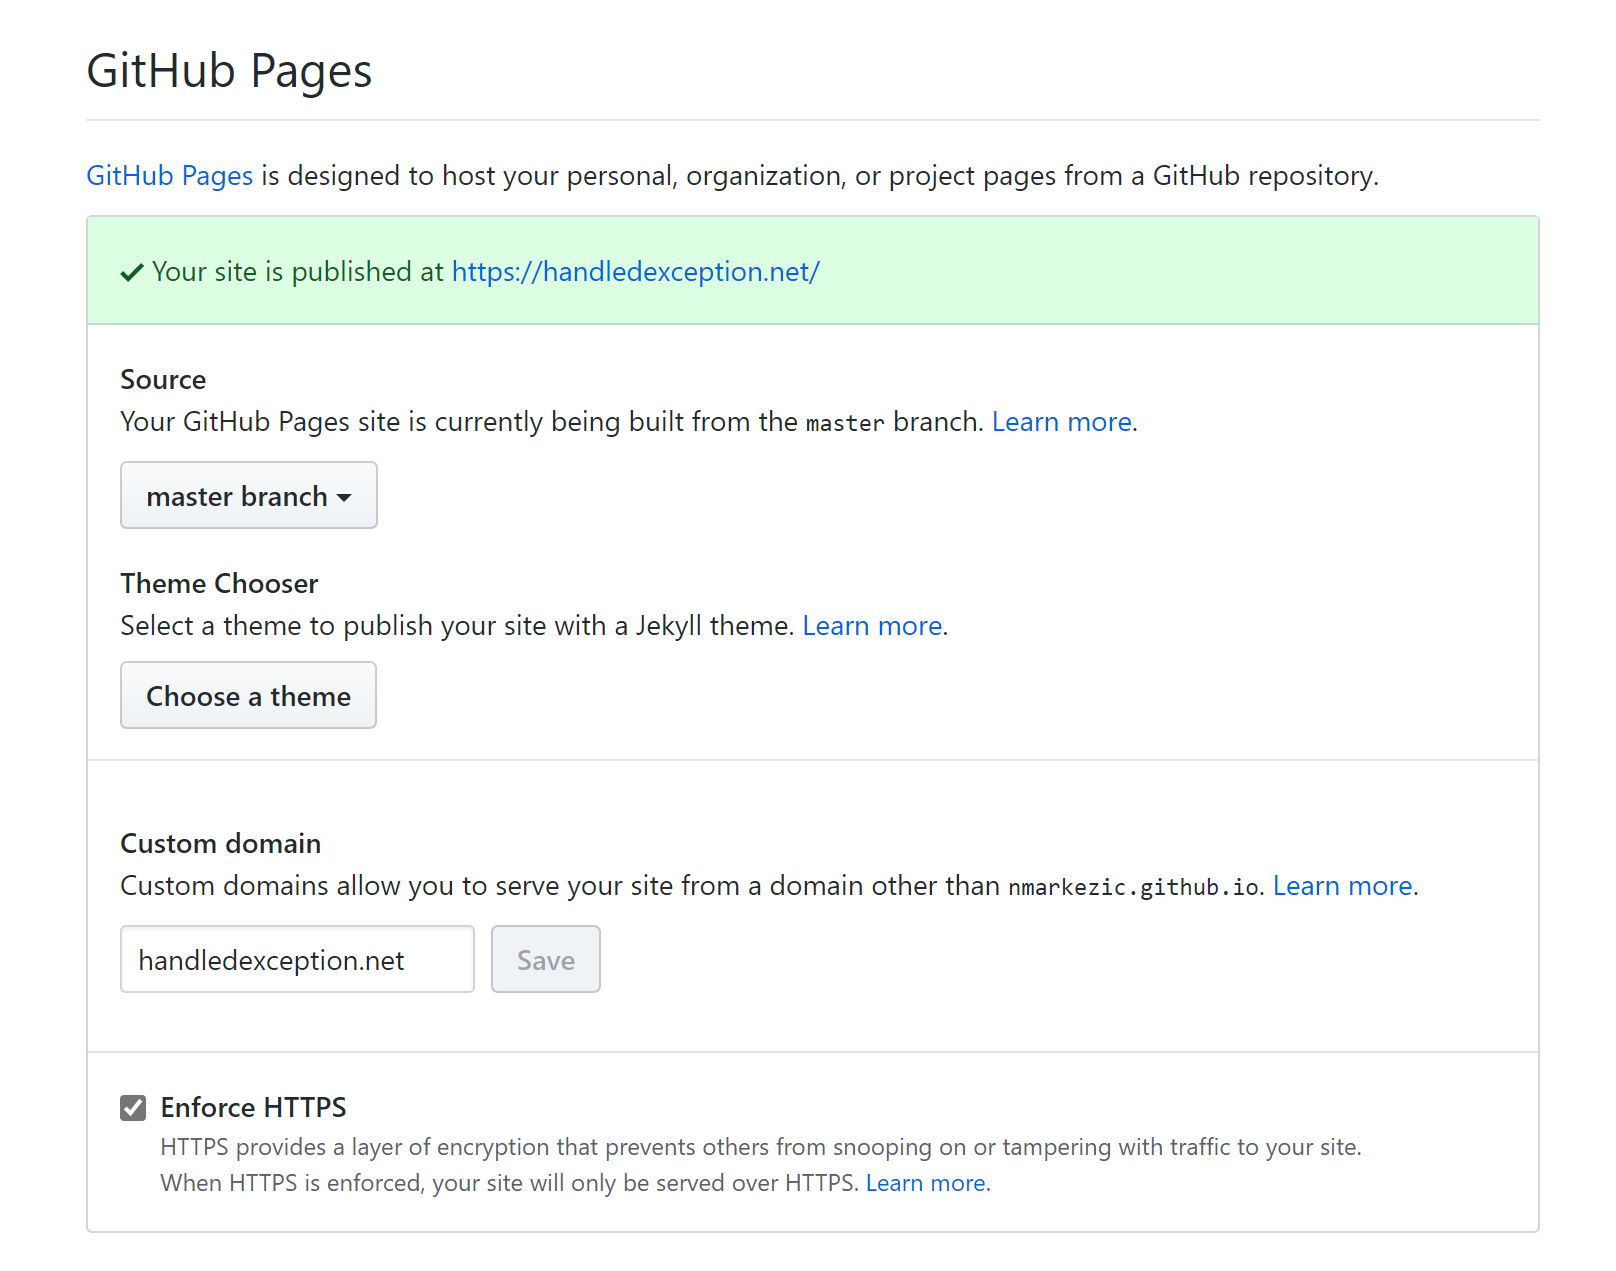 GitHub Pages
GitHub Pages is designed to host your personal, organization, or project pages from a GitHub repository.
Your site is published at https://handledexception.net/
Source
Your GitHub Pages site is currently being built from the master branch. Learn more.
master branch
Theme Chooser
Select a theme to publish your site with a Jekyll theme. Learn more.
Choose a theme
Custom domain
Custom domains allow you to serve your site from a domain other than nmarkezic.github.io. Learn more.
handledexception.net Save
Enforce HTTPS
HTTPS provides a layer of encryption that prevents others from snooping on or tampering with traffic to your site.
When HTTPS is enforced, your site will only be served over HTTPS. Learn more.